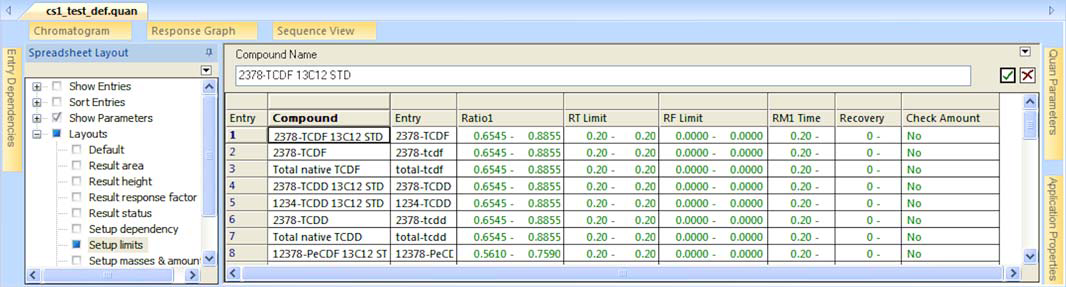 cs1_test_def.quan
Chromatogram Response Graph Sequence View
Entry Dependencies
Spreadsheet Layout
Show Entries
Sort Entries
Show Parameters
Layouts
Default
Result area
Result height
Result response factor
Result status
Setup dependency
Setup limits
Setup masses & amoun
Compound Name
2378-TCDF 13C12 STD
Entry Compound Entry Ratio1 RT Limit RF Limit RM1 Time Recovery Check Amount
1 2378-TCDF 13C12 STD 2378-TCDF 0.6545 - 0.8855 0.20 - 0.20 0.0000 - 0.0000 0.20 - 0 - No
2 2378-TCDF 2378-tcdf 0.6545 - 0.8855 0.20 - 0.20 0.0000 - 0.0000 0.20 - 0 - No
3 Total native TCDF total-tcdf 0.6545 - 0.8855 0.20 - 0.20 0.0000 - 0.0000 0.20 - 0 - No
4 2378-TCDD 13C12 STD 2378-TCDD 0.6545 - 0.8855 0.20 - 0.20 0.0000 - 0.0000 0.20 - 0 - No
5 1234-TCDD 13C12 STD 1234-TCDD 0.6545 - 0.8855 0.20 - 0.20 0.0000 - 0.0000 0.20 - 0 - No
6 2378-TCDD 2378-tcdd 0.6545 - 0.8855 0.20 - 0.20 0.0000 - 0.0000 0.20 - 0 - No
7 Total native TCDD total-tcdd 0.6545 - 0.8855 0.20 - 0.20 0.0000 - 0.0000 0.20 - 0 - No
8 12378-PeCDF 13C12 ST 12378-PeCE 0.5610 - 0.7590 0.20 - 0.20 0.0000 - 0.0000 0.20 - 0 - No
Quan Parameters
Application Properties